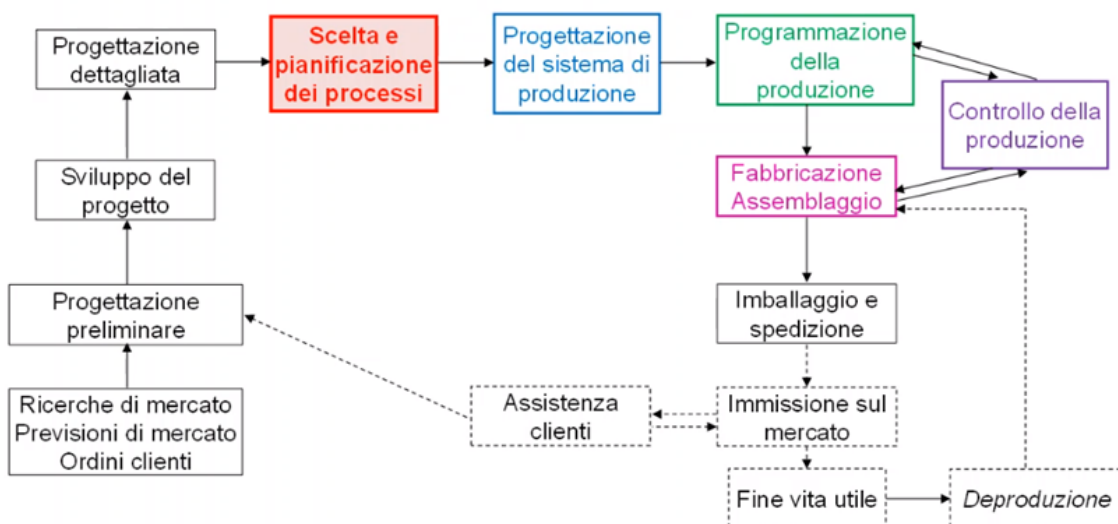 Progettazione
dettagliata
Scelta e
pianificazione
dei processi
Progettazione
del sistema di
produzione
Programmazione
della
produzione
Controllo della
produzione
Sviluppo del
progetto
Fabbricazione
Assemblaggio
Progettazione
preliminare
Imballaggio e
spedizione
Ricerche di mercato
Previsioni di mercato
Ordini clienti
Assistenza
clienti
Immissione sul
mercato
Fine vita utile
Deproduzione